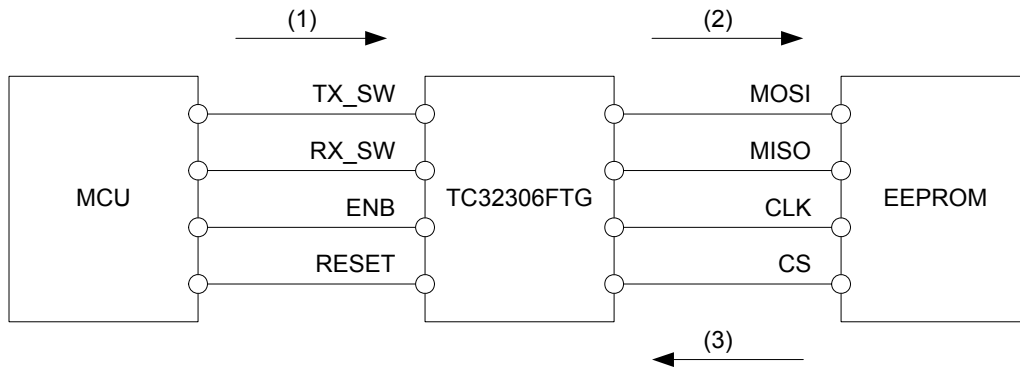 (1)
(2)
TX_SW
MOSI
RX_SW
MISO
MCU
TC32306FTG
EEPROM
ENB
CLK
RESET
CS
(3)